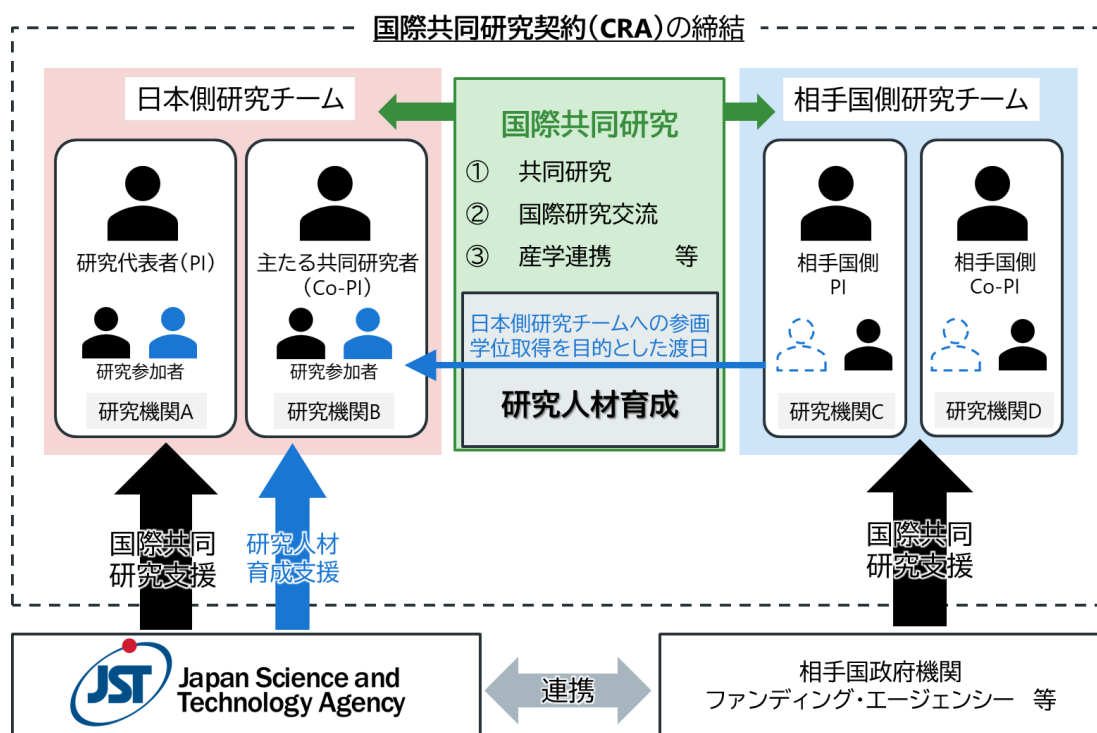 国際共同研究契約(CRA)の締結
日本側研究チーム
研究代表者(PI)
研究参加者
研究機関A
主たる共同研究者
(Co-PI)
研究参加者
研究機関B
国際共同研究
① 共同研究
② 国際研究交流
③ 産学連携 等
日本側研究チームへの参画
学位取得を目的とした渡日
研究人材育成
相手国側研究チーム
相手国側
PI
研究機関C
相手国側
Co-PI
研究機関D
国際共同
研究支援
研究人材
育成支援
国際共同
研究支援
JST
Japan Science and
Technology Agency
連携
相手国政府機関
ファンディング・エージェンシー 等